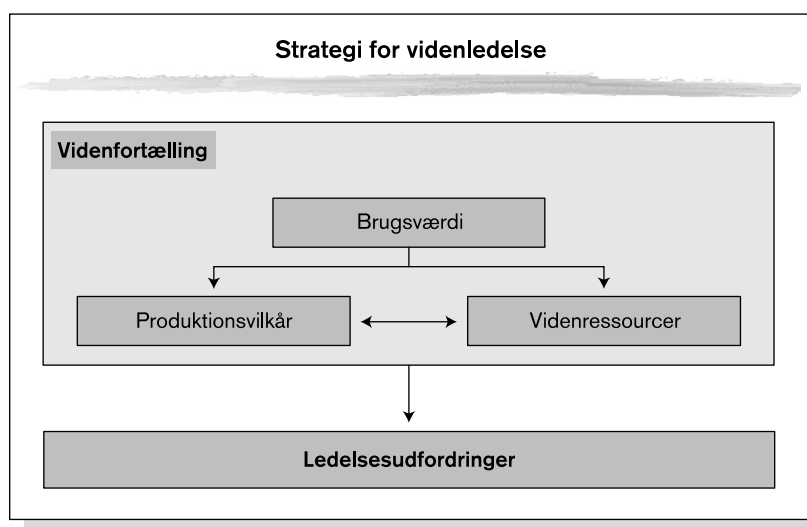 Strategi for videnledelse
Videnfortælling
Brugsværdi
Produktionsvilkår
Videnressourcer
Ledelsesudfordringer